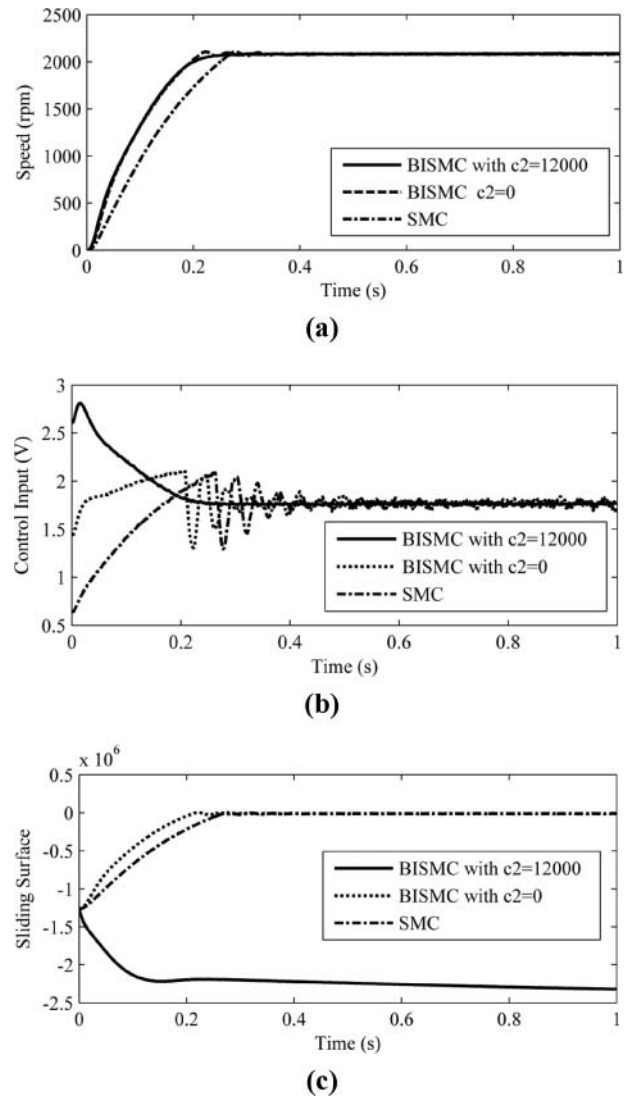 2500
2000
1500
1000
500
0
Speed (rpm)
BISMC with c2=12000
BISMC c2=0
SMC
0 0.2 0.4 0.6 0.8 1
Time (s)
(a)
3
2.5
2
1.5
1
0.5
Control Input (V)
BISMC with c2=12000
BISMC with c2=0
SMC
0 0.2 0.4 0.6 0.8 1
Time (s)
(b)
x 10^6
0.5
0
-0.5
-1
-1.5
-2
-2.5
Sliding Surface
BISMC with c2=12000
BISMC with c2=0
SMC
0 0.2 0.4 0.6 0.8 1
Time (s)
(c)